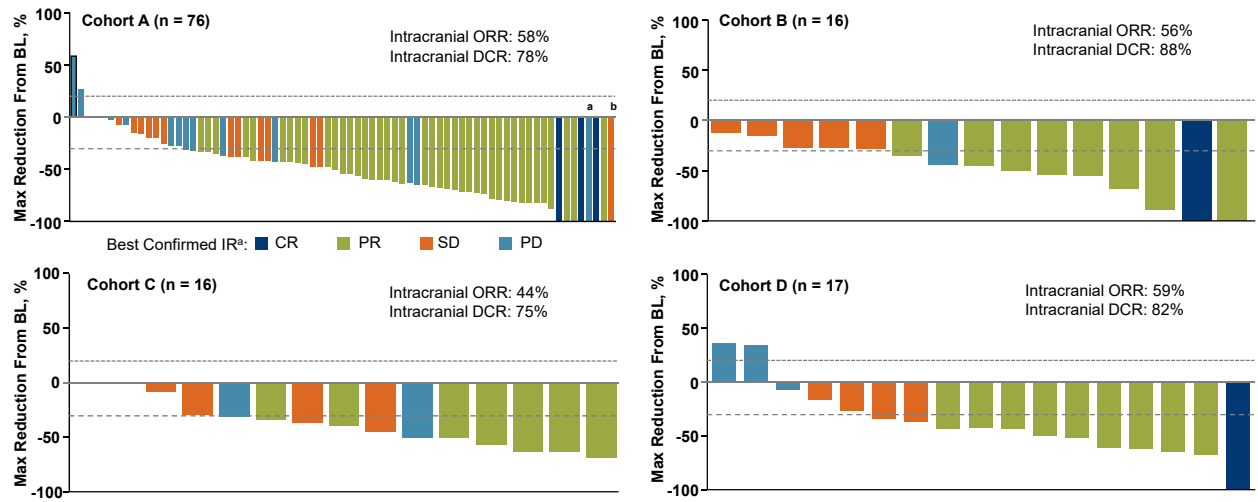 Cohort A (n = 76)
Intracranial ORR: 58%
Intracranial DCR: 78%
Max Reduction From BL, %
100
50
0
-50
-100
a
b
Cohort B (n = 16)
Intracranial ORR: 56%
Intracranial DCR: 88%
Max Reduction From BL, %
100
50
0
-50
-100
Best Confirmed IRᵃ: CR PR SD PD
Cohort C (n = 16)
Intracranial ORR: 44%
Intracranial DCR: 75%
Max Reduction From BL, %
100
50
0
-50
-100
Cohort D (n = 17)
Intracranial ORR: 59%
Intracranial DCR: 82%
Max Reduction From BL, %
100
50
0
-50
-100